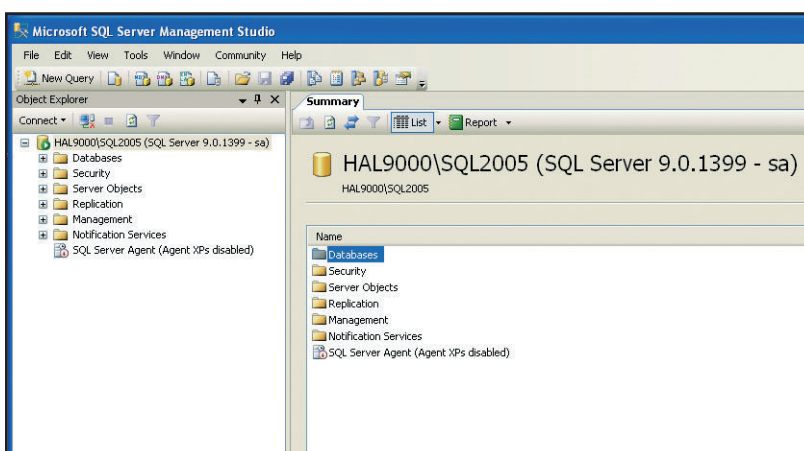 Microsoft SQL Server Management Studio
File Edit View Tools Window Community Help
New Query
Object Explorer
Connect
HAL9000\SQL2005 (SQL Server 9.0.1399 - sa)
Databases
Security
Server Objects
Replication
Management
Notification Services
SQL Server Agent (Agent XPs disabled)
Summary
List Report
HAL9000\SQL2005 (SQL Server 9.0.1399 - sa)
HAL9000\SQL2005
Name
Databases
Security
Server Objects
Replication
Management
Notification Services
SQL Server Agent (Agent XPs disabled)